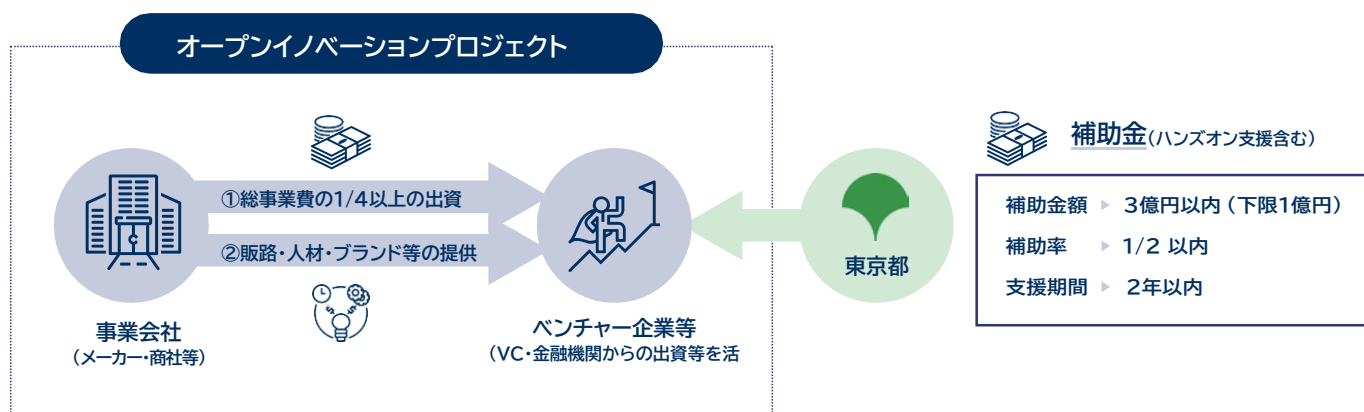 オープンイノベーションプロジェクト
①総事業費の1/4以上の出資
②販路・人材・ブランド等の提供
事業会社
（メーカー・商社等）
ベンチャー企業等
（VC・金融機関からの出資等を活
東京都
補助金（ハンズオン支援含む）
補助金額 ▶ 3億円以内（下限1億円）
補助率 ▶ 1/2 以内
支援期間 ▶ 2年以内